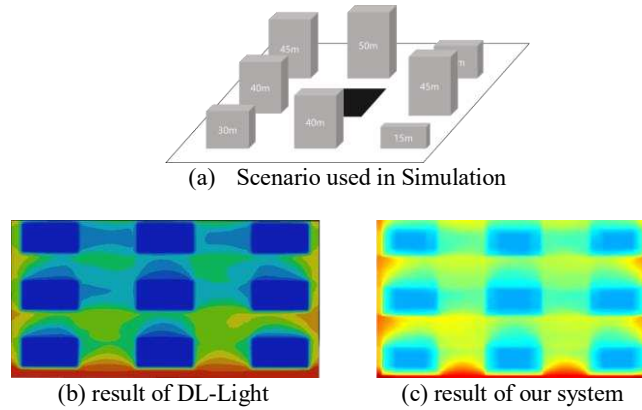 45m
50m
m
40m
45m
30m
40m
15m
(a) Scenario used in Simulation
(b) result of DL-Light
(c) result of our system